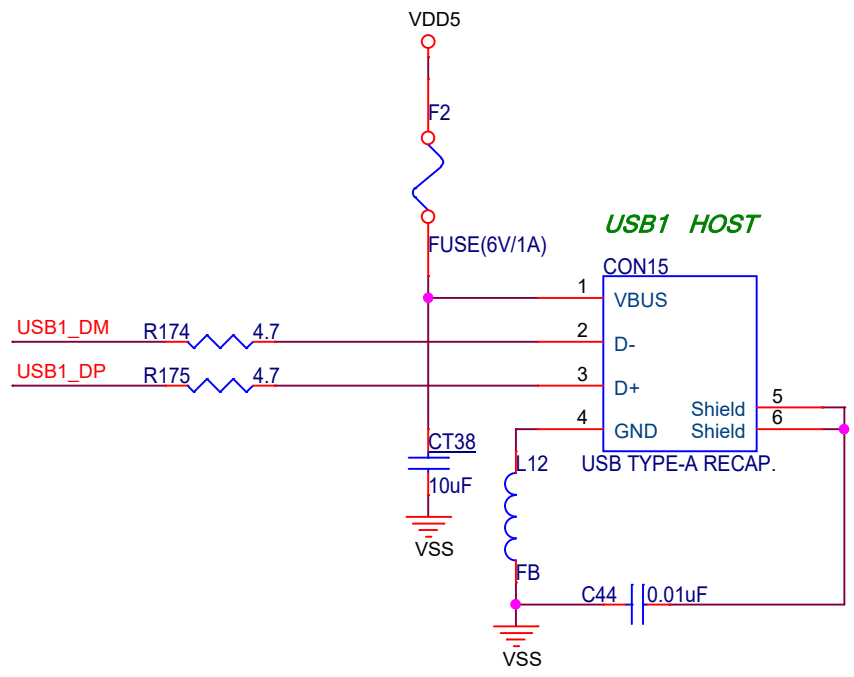 VDD5
F2
FUSE(6V/1A)
USB1 HOST
CON15
1
VBUS
USB1_DM
R174
4.7
2
D-
USB1_DP
R175
4.7
3
D+
Shield
5
4
GND
Shield
6
CT38
10uF
VSS
L12
USB TYPE-A RECAP.
FB
C44
0.01uF
VSS